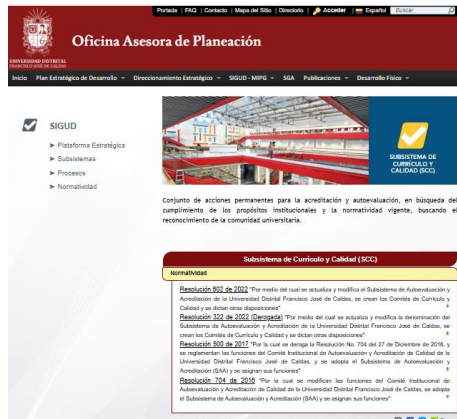 Portada | FAQ | Contacto | Mapa del Sitio | Directorio | Acceder | Español Buscar
Oficina Asesora de Planeación
UNIVERSIDAD DISTRITAL
FRANCISCO JOSÉ DE CALDAS
Inicio Plan Estratégico de Desarrollo Direccionamiento Estratégico SIGUD - MIPG SGA Publicaciones Desarrollo Físico
SIGUD
Plataforma Estratégica
Subsistemas
Procesos
Normatividad
SUBSISTEMA DE
CURRÍCULO Y
CALIDAD (SCC)
Conjunto de acciones permanentes para la acreditación y autoevaluación, en búsqueda del
cumplimiento de los propósitos institucionales y la normatividad vigente, buscando el
reconocimiento de la comunidad universitaria.
Subsistema de Currículo y Calidad (SCC)
Normatividad
Resolución 602 de 2022 "Por medio del cual se actualiza y modifica el Subsistema de Autoevaluación y
Acreditación de la Universidad Distrital Francisco José de Caldas, se crean los Comités de Currículo y
Calidad y se dictan otras disposiciones"
Resolución 322 de 2022 (Derogada) "Por medio del cual se actualiza y modifica la denominación del
Subsistema de Autoevaluación y Acreditación de la Universidad Distrital Francisco José de Caldas, se
crean los Comités de Currículo y Calidad y se dictan otras disposiciones"
Resolución 500 de 2017 "Por la cual se deroga la Resolución No. 704 del 27 de Diciembre de 2016, y
se reglamentan las funciones del Comité Institucional de Autoevaluación y Acreditación de Calidad de la
Universidad Distrital Francisco José de Caldas, y se adopta el Subsistema de Autoevaluación y
Acreditación (SAA) y se asignan sus funciones"
Resolución 704 de 2016 "Por la cual se modifican las funciones del Comité Institucional de
Autoevaluación y Acreditación de Calidad de la Universidad Distrital Francisco José de Caldas, se adopta
el Subsistema de Autoevaluación y Acreditación (SAA) y se asignan sus funciones"